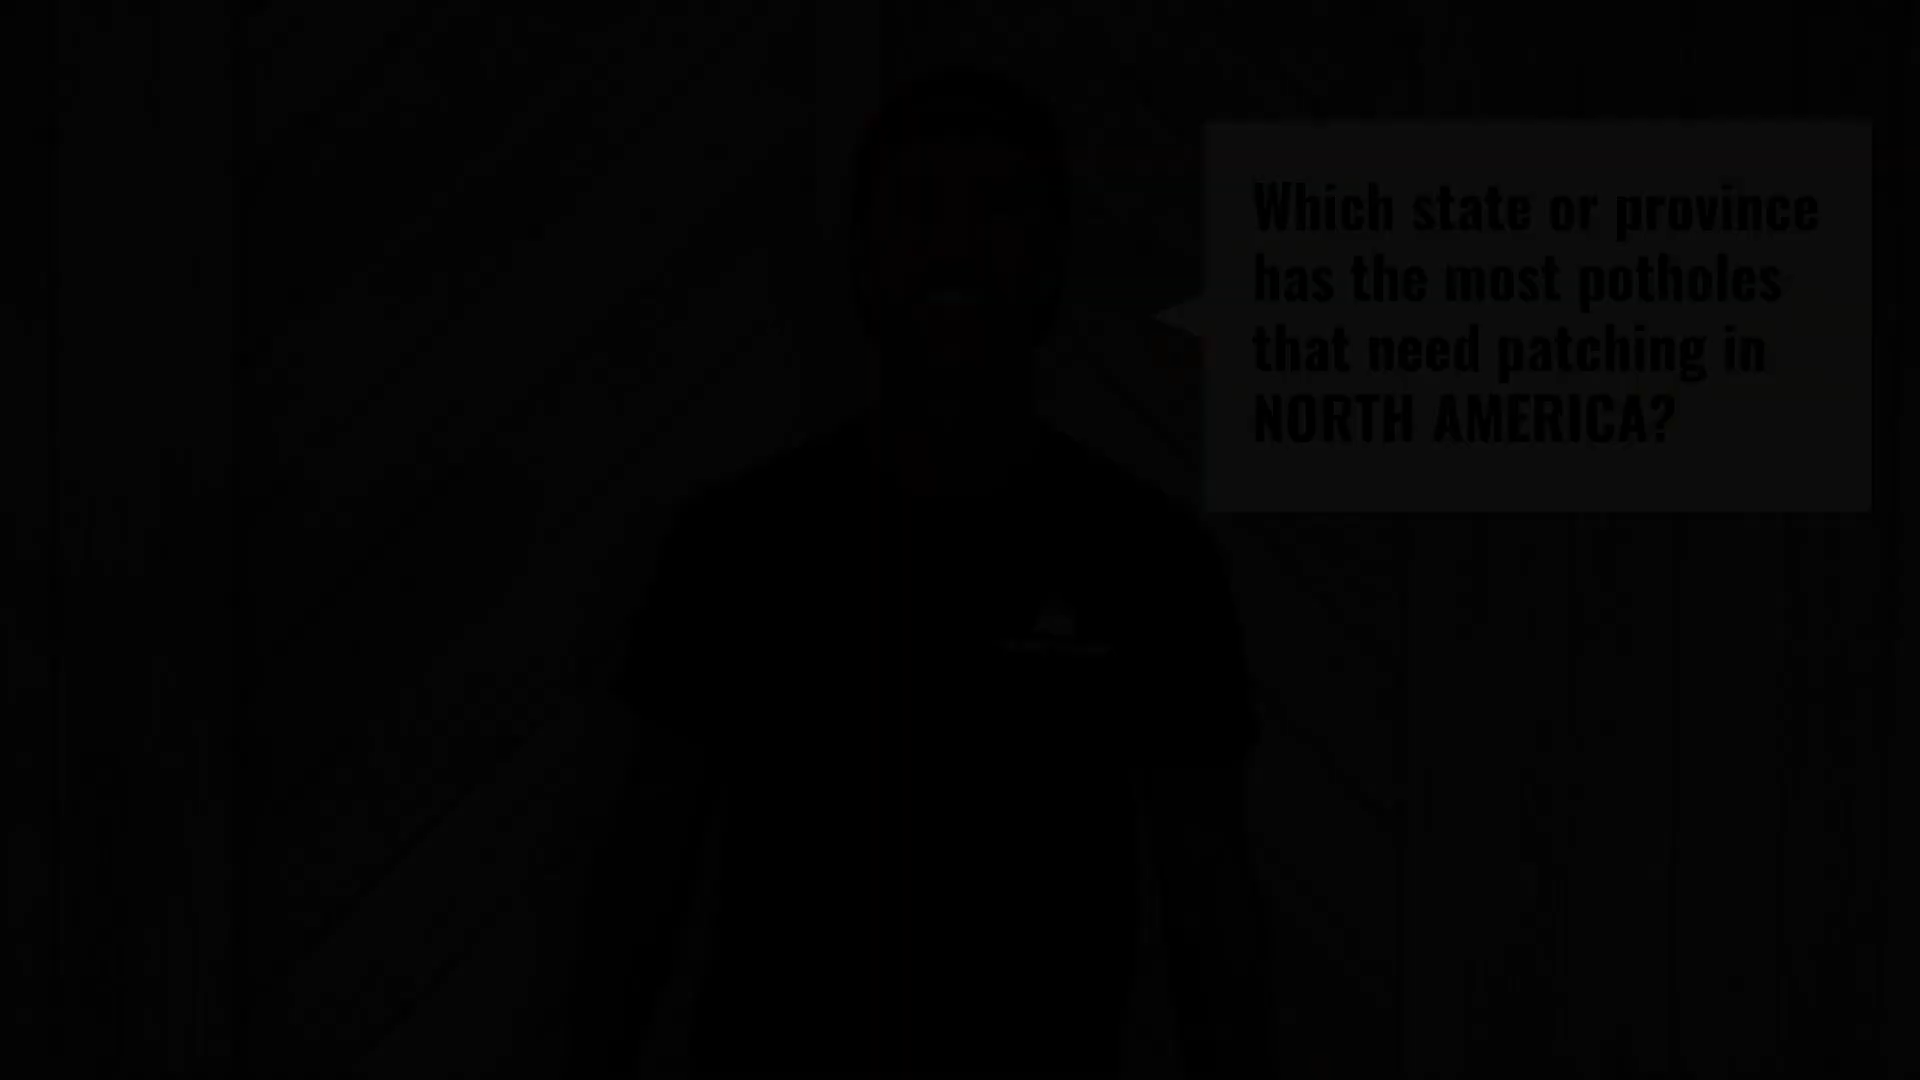 Which state or province
has the most potholes
that need patching in
NORTH AMERICA?